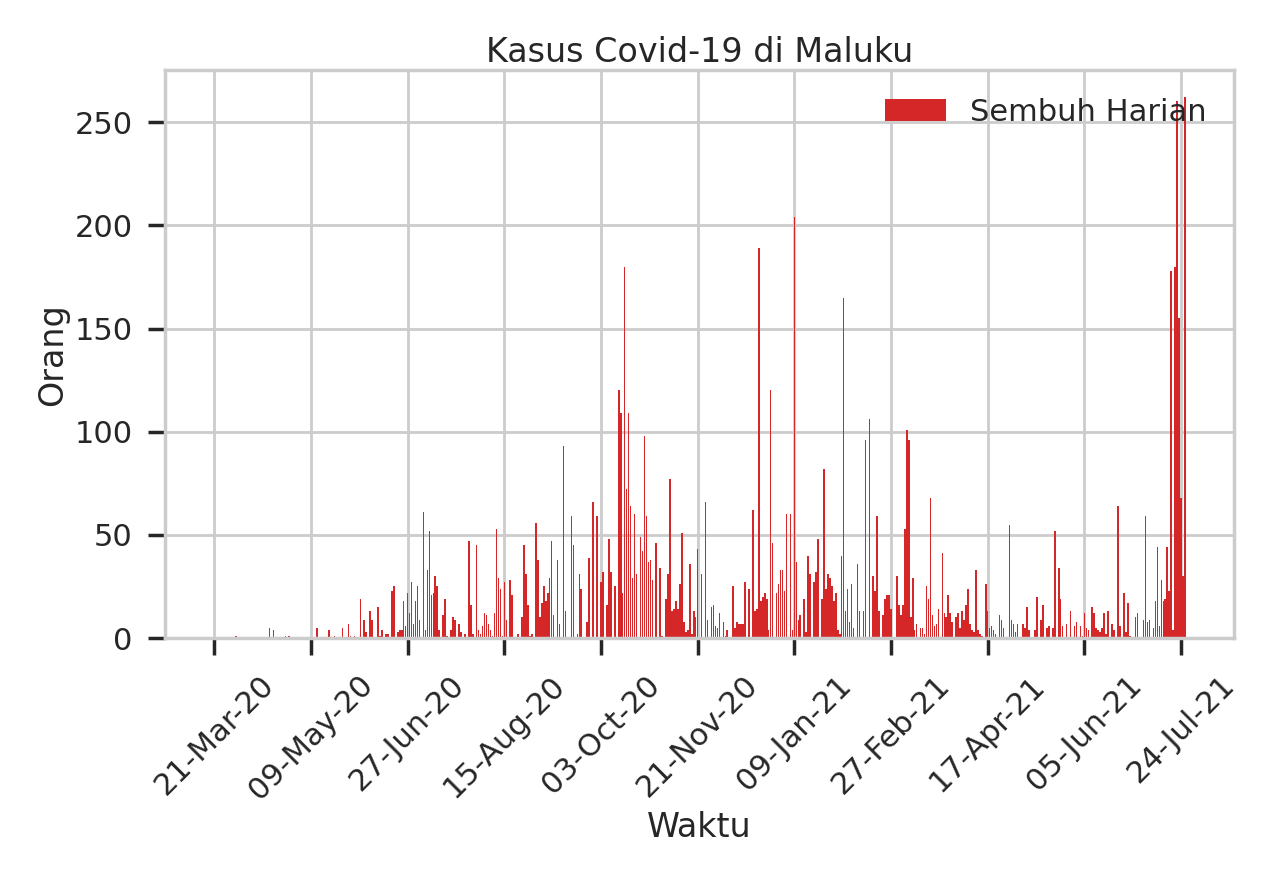 Kasus Covid-19 di Maluku
Sembuh Harian
Orang
250
200
150
100
50
0
21-Mar-20
09-May-20
27-Jun-20
15-Aug-20
03-Oct-20
21-Nov-20
09-Jan-21
27-Feb-21
17-Apr-21
05-Jun-21
24-Jul-21
Waktu